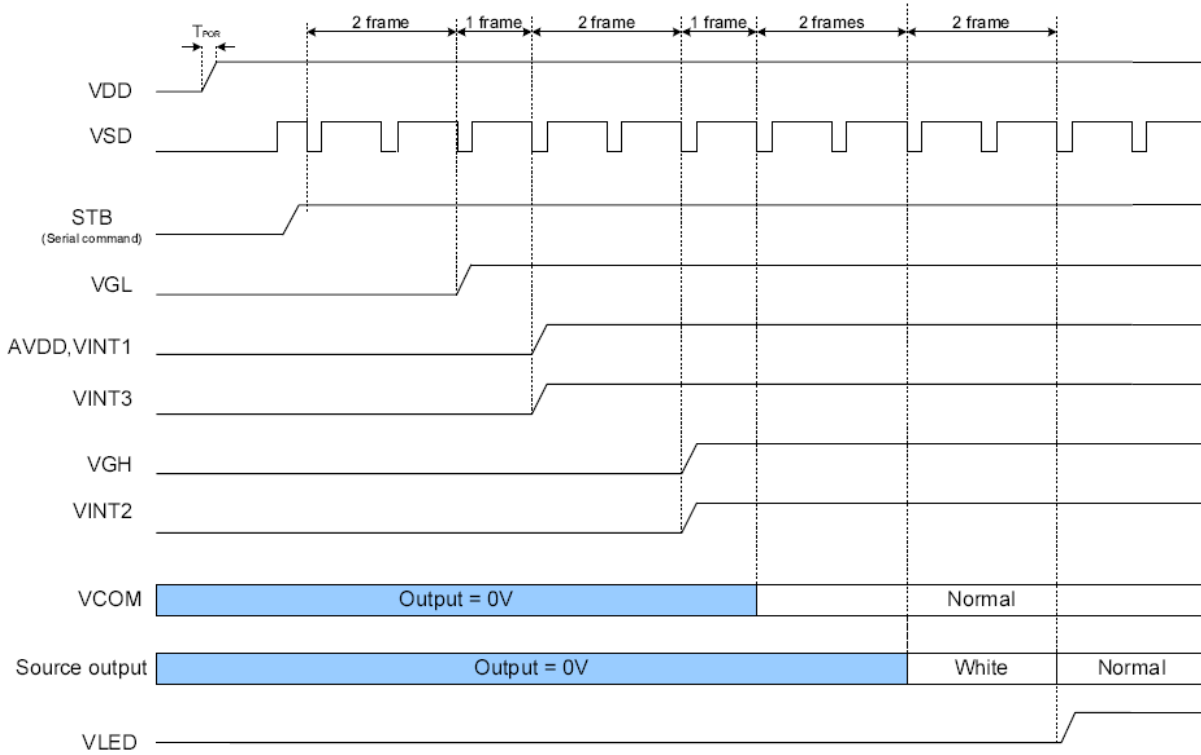 2 frame 1 frame 2 frame 1 frame 2 frames 2 frame
TPOR
VDD
VSD
STB
(Serial command)
VGL
AVDD,VINT1
VINT3
VGH
VINT2
VCOM Output = 0V Normal
Source output Output = 0V White Normal
VLED